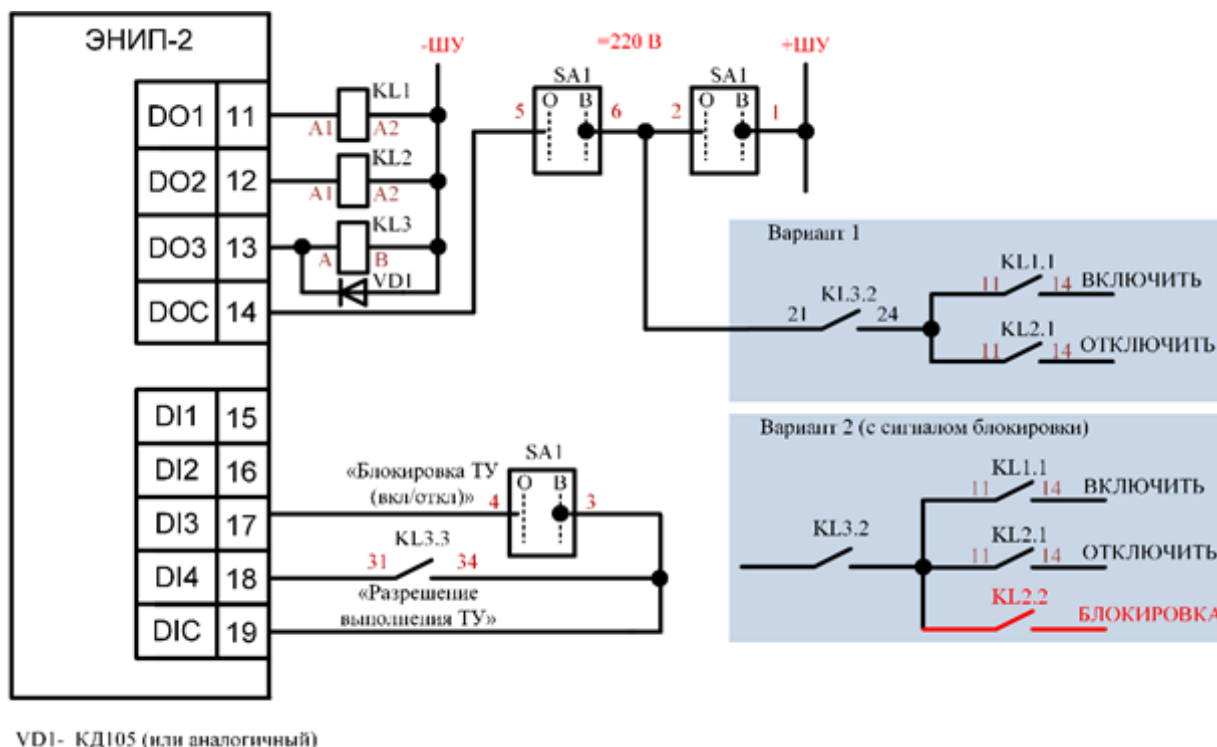 ЭНИП-2
-ШУ
=220 В
+ШУ
DO1 11
A1 A2
KL1
DO2 12
A1 A2
KL2
DO3 13
A B
KL3
VD1
DOC 14
SA1
О В
5 6
SA1
О В
2 1
Вариант 1
21 24
KL3.2
KL1.1
11 14 ВКЛЮЧИТЬ
KL2.1
11 14 ОТКЛЮЧИТЬ
DI1 15
DI2 16
DI3 17
DI4 18
DIC 19
«Блокировка ТУ
(вкл/откл)»
SA1
О В
4 3
KL3.3
31 34
«Разрешение
выполнения ТУ»
Вариант 2 (с сигналом блокировки)
KL3.2
KL1.1
11 14 ВКЛЮЧИТЬ
KL2.1
11 14 ОТКЛЮЧИТЬ
KL2.2
БЛОКИРОВКА
VD1- КД105 (или аналогичный)